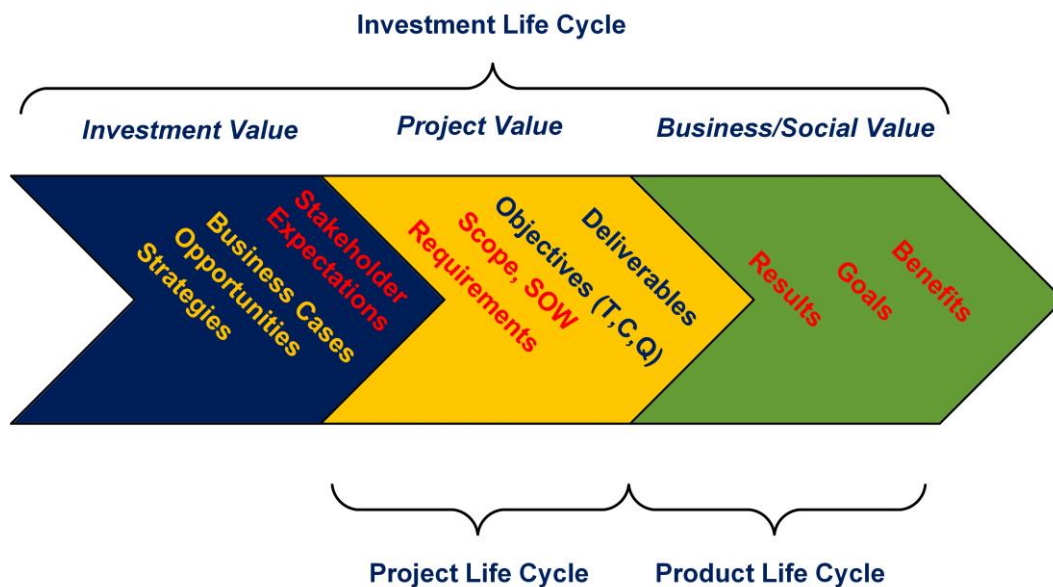 Investment Life Cycle
Investment Value
Project Value
Business/Social Value
Strategies
Opportunities
Business Cases
Stakeholder
Expectations
Requirements
Scope, SOW
Objectives (T,C,Q)
Deliverables
Results
Goals
Benefits
Project Life Cycle
Product Life Cycle